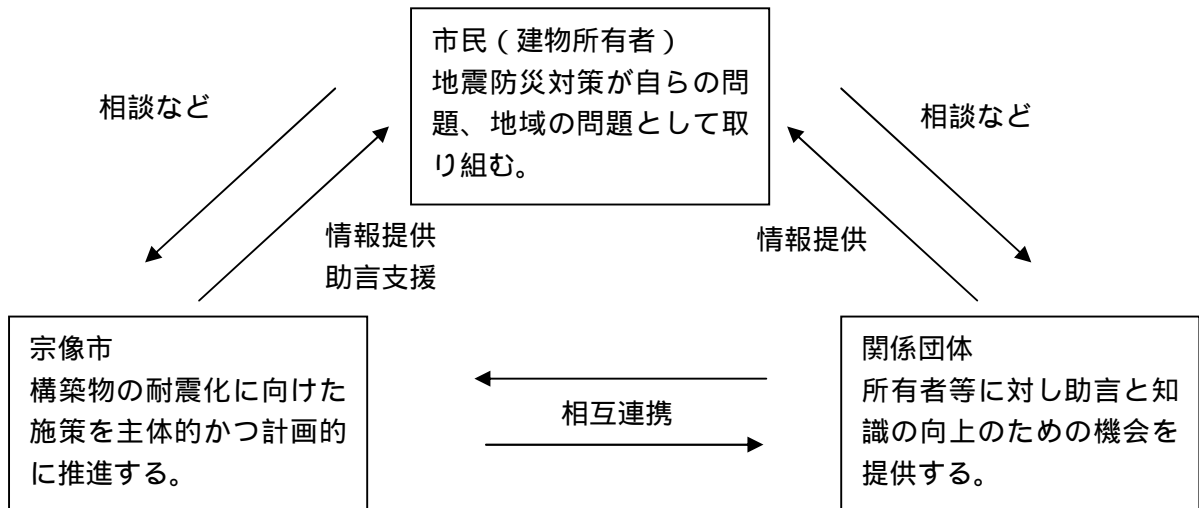 市民（建物所有者）
地震防災対策が自らの問
題、地域の問題として取
り組む。
相談など
相談など
情報提供
助言支援
情報提供
宗像市
構築物の耐震化に向けた
施策を主体的かつ計画的
に推進する。
相互連携
関係団体
所有者等に対し助言と知
識の向上のための機会を
提供する。